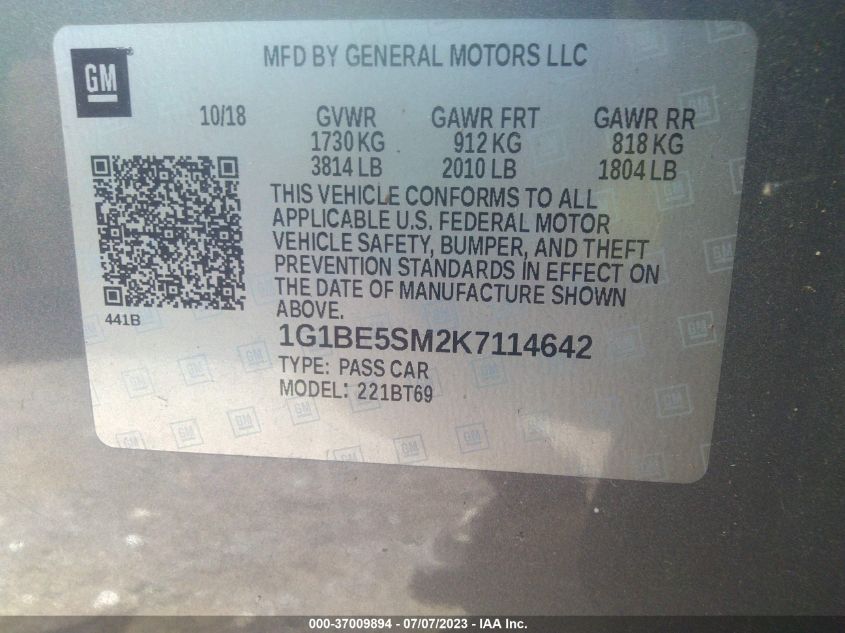 GM
MFD BY GENERAL MOTORS LLC
10/18 GVWR GAWR FRT GAWR RR
1730 KG 912 KG 818 KG
3814 LB 2010 LB 1804 LB
THIS VEHICLE CONFORMS TO ALL
APPLICABLE U.S. FEDERAL MOTOR
VEHICLE SAFETY, BUMPER, AND THEFT
PREVENTION STANDARDS IN EFFECT ON
THE DATE OF MANUFACTURE SHOWN
ABOVE.
441B
1G1BE5SM2K7114642
TYPE: PASS CAR
MODEL: 221BT69
000-37009894 - 07/07/2023 - IAA Inc.